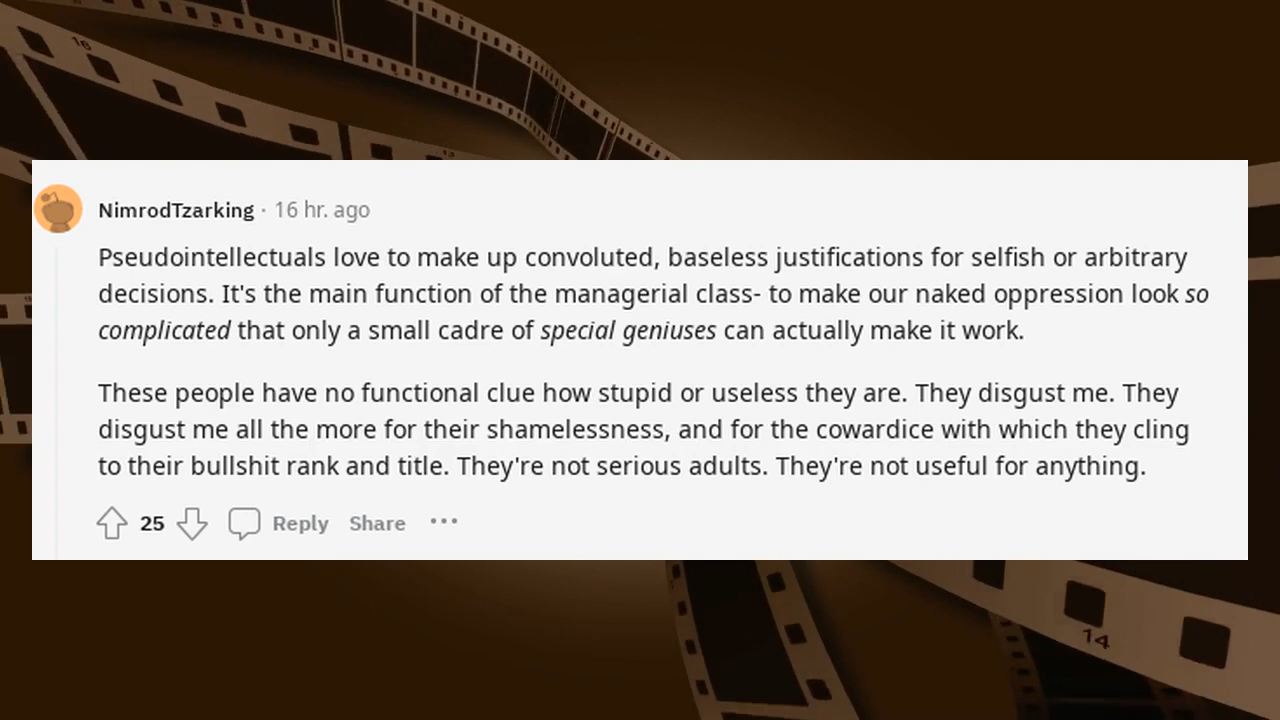 16
NimrodTzarking · 16 hr. ago
Pseudointellectuals love to make up convoluted, baseless justifications for selfish or arbitrary
decisions. It's the main function of the managerial class- to make our naked oppression look so
complicated that only a small cadre of special geniuses can actually make it work.
These people have no functional clue how stupid or useless they are. They disgust me. They
disgust me all the more for their shamelessness, and for the cowardice with which they cling
to their bullshit rank and title. They're not serious adults. They're not useful for anything.
25 Reply Share ···
14